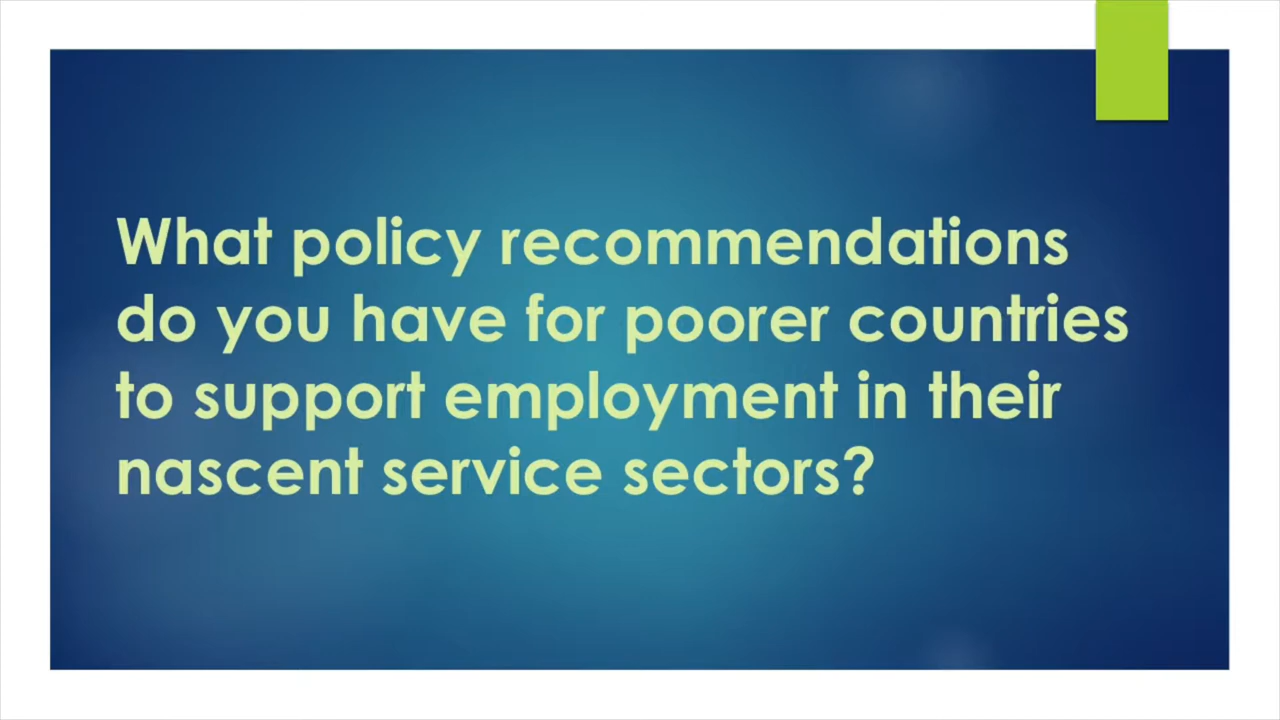 What policy recommendations
do you have for poorer countries
to support employment in their
nascent service sectors?